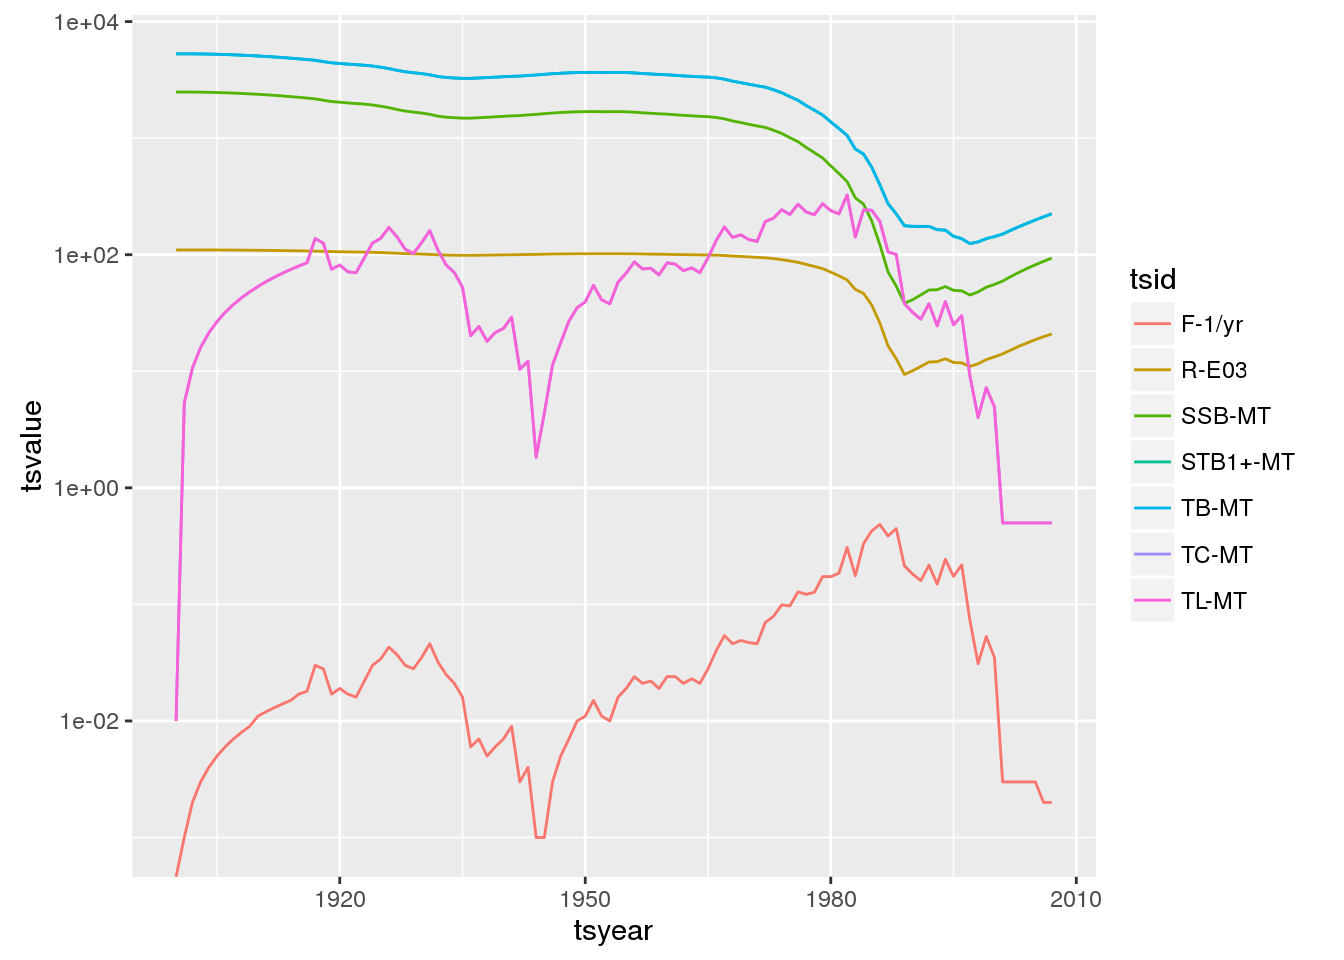 1e+04
1e+02
1e+00
1e-02
tsvalue
1920
1950
1980
2010
tsyear
tsid
F-1/yr
R-E03
SSB-MT
STB1+-MT
TB-MT
TC-MT
TL-MT